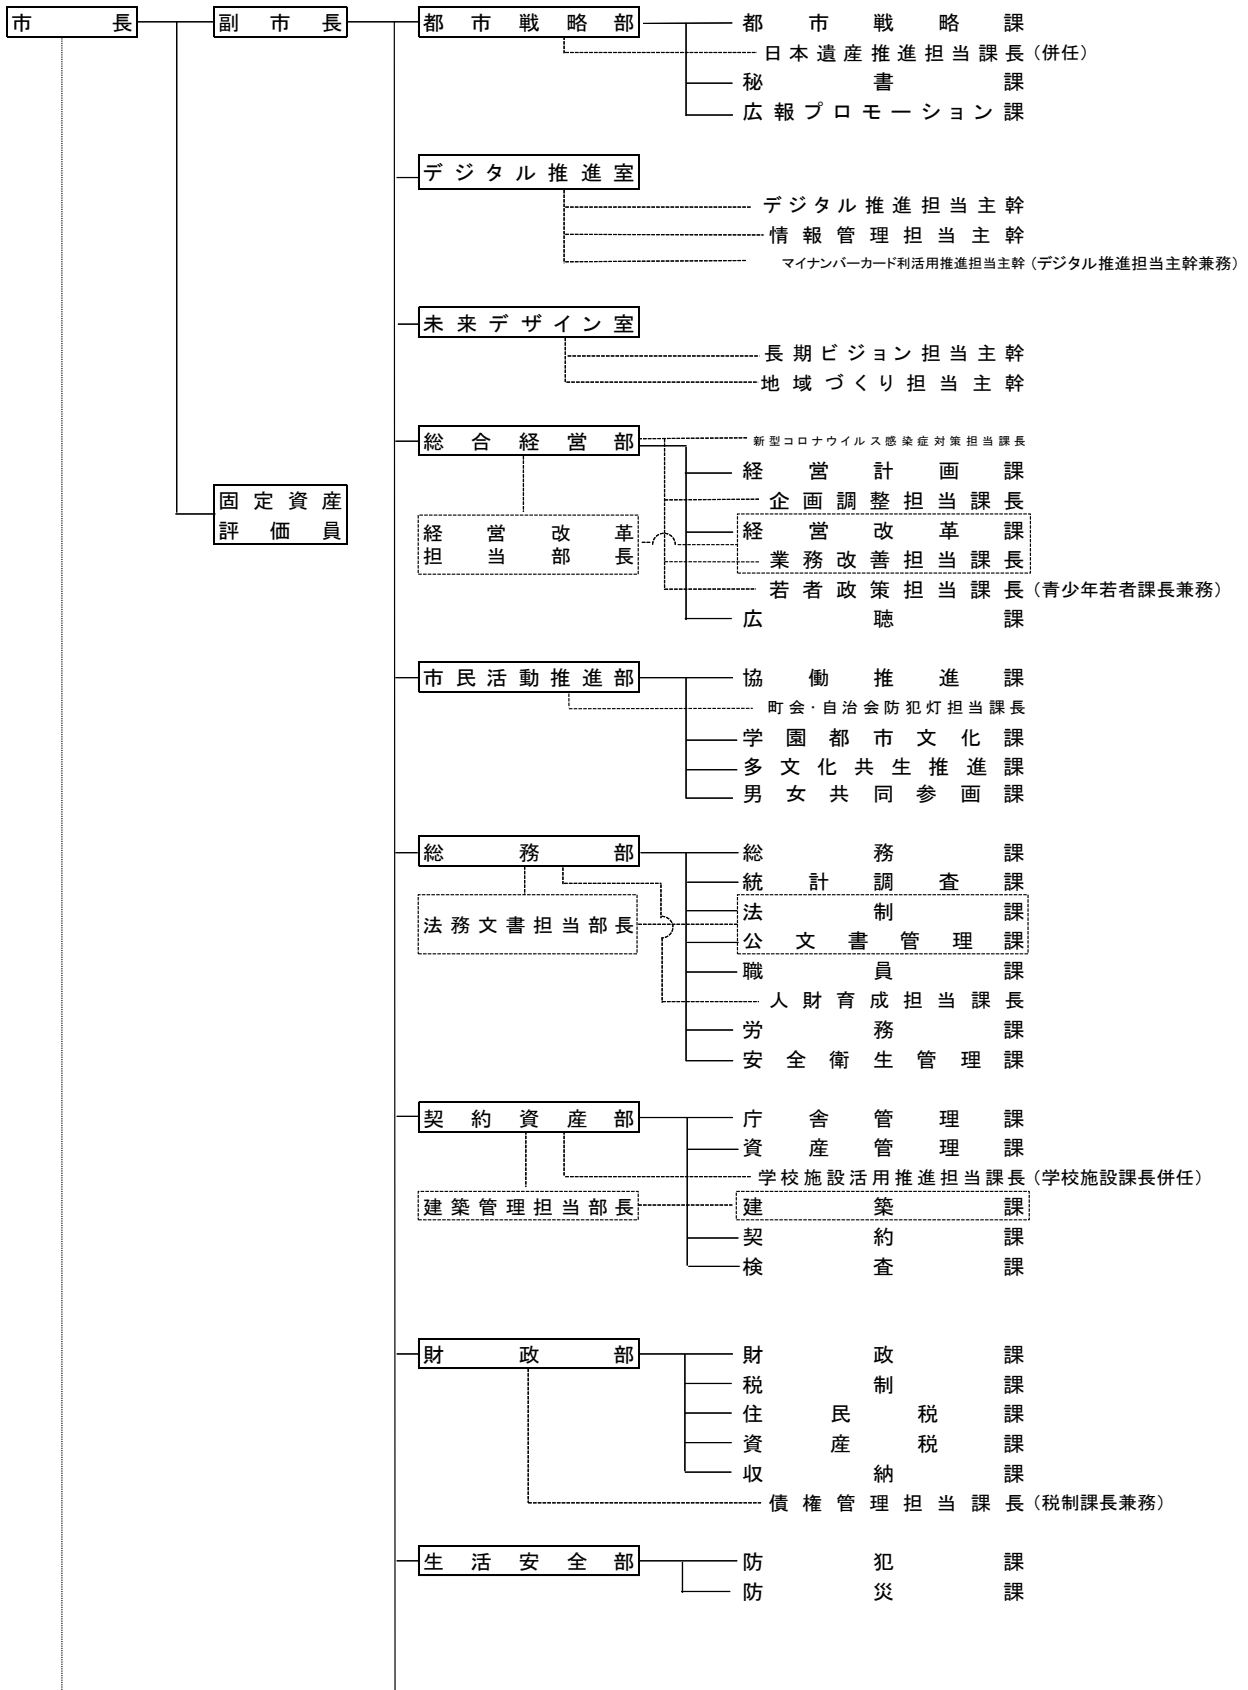 市長
副市長
都市戦略部
都市戦略課
日本遺産推進担当課長(併任)
秘書課
広報プロモーション課
デジタル推進室
デジタル推進担当主幹
情報管理担当主幹
マイナンバーカード利活用推進担当主幹(デジタル推進担当主幹兼務)
未来デザイン室
長期ビジョン担当主幹
地域づくり担当主幹
総合経営部
新型コロナウイルス感染症対策担当課長
経営計画課
企画調整担当課長
固定資産
評価員
経営改革
担当部長
経営改革課
業務改善担当課長
若者政策担当課長(青少年若者課長兼務)
広聴課
市民活動推進部
協働推進課
町会・自治会防犯灯担当課長
学園都市文化課
多文化共生推進課
男女共同参画課
総務部
総務課
統計調査課
法務文書担当部長
法制課
公文書管理課
職員課
人財育成担当課長
労務課
安全衛生管理課
契約資産部
庁舎管理課
資産管理課
学校施設活用推進担当課長(学校施設課長併任)
建築管理担当部長
建築課
契約課
検査課
財政部
財政課
税制課
住民税課
資産税課
収納課
債権管理担当課長(税制課長兼務)
生活安全部
防犯課
防災課